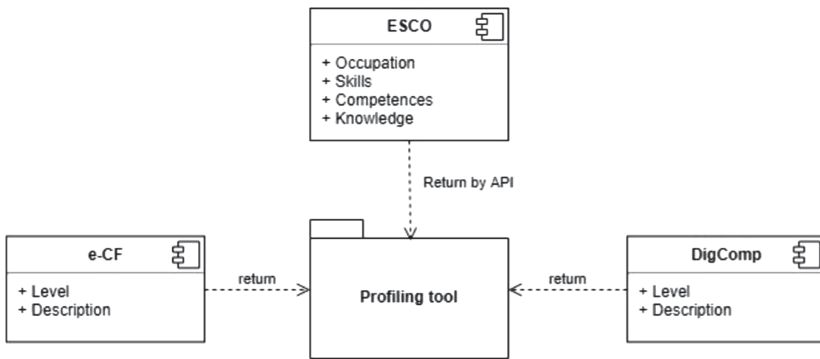 ESCO
+ Occupation
+ Skills
+ Competences
+ Knowledge
Return by API
e-CF
+ Level
+ Description
return
Profiling tool
return
DigComp
+ Level
+ Description